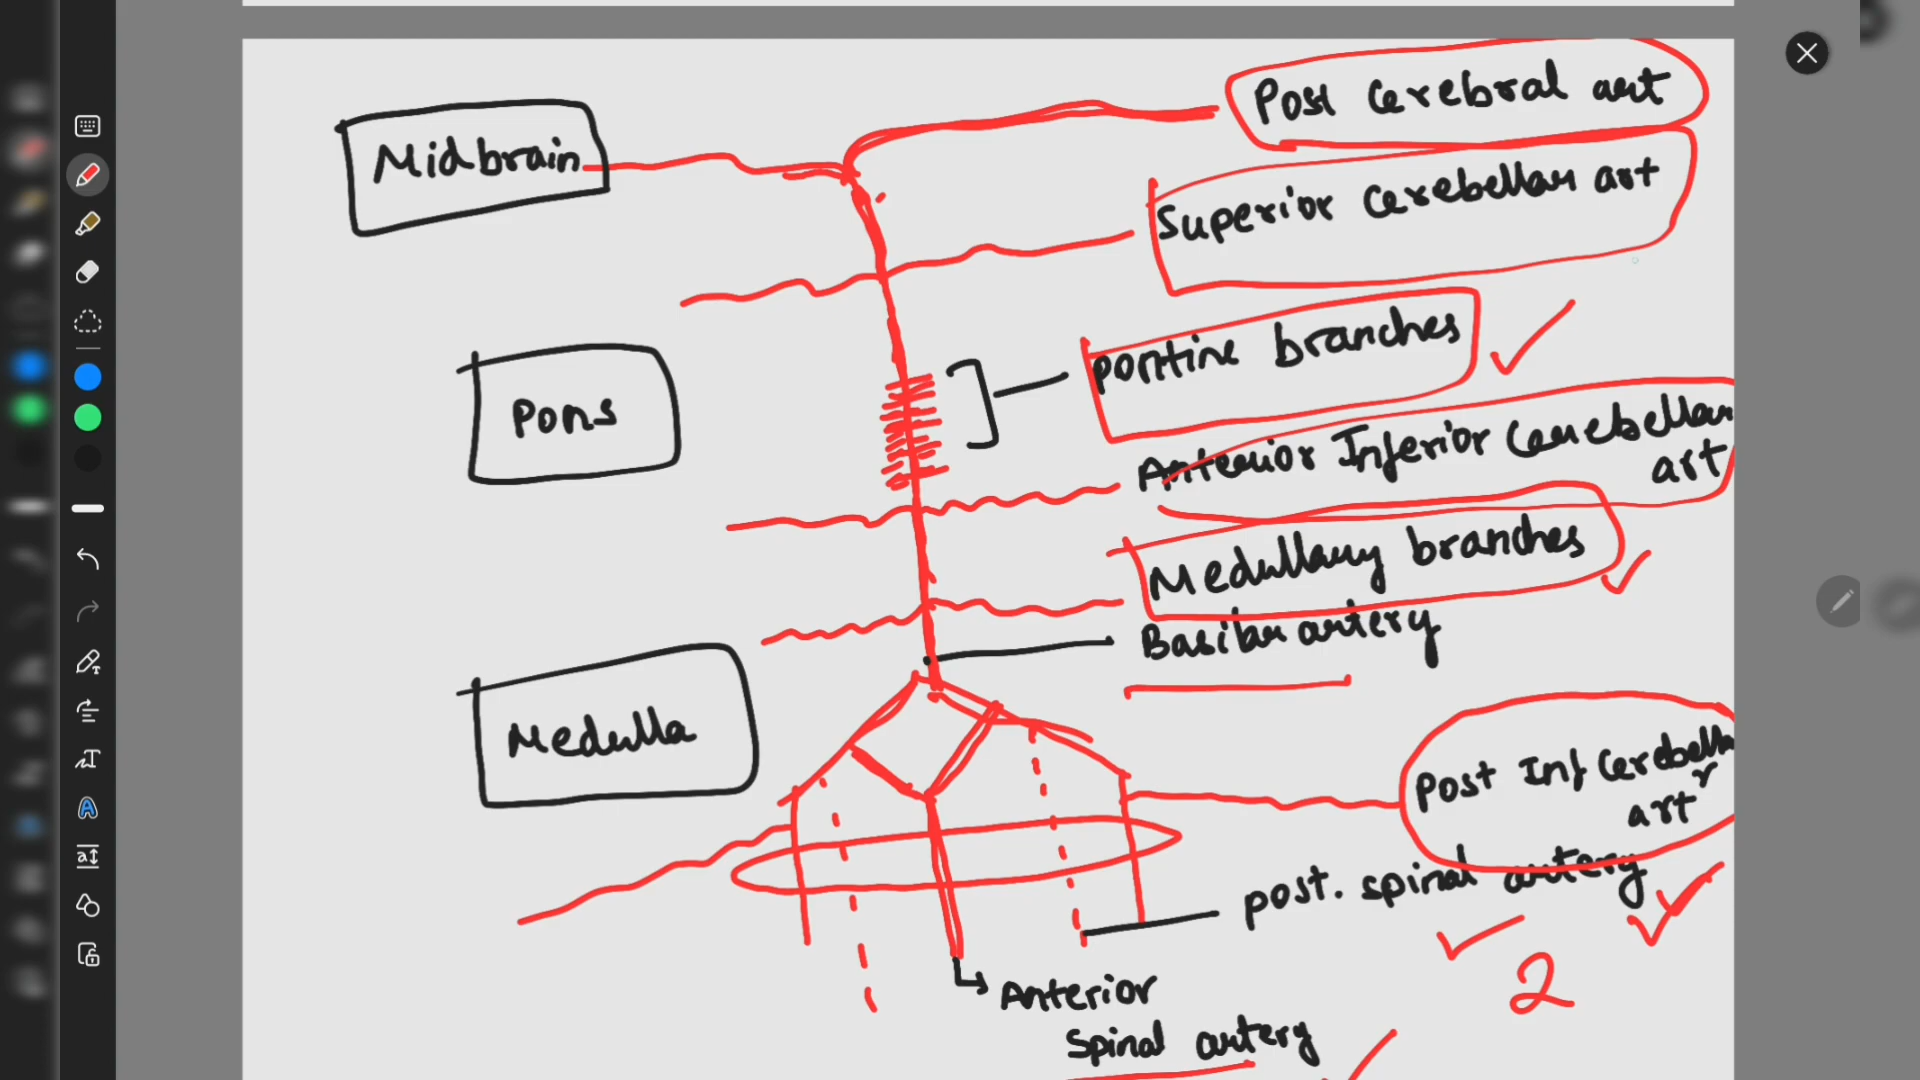 Post cerebral art
Midbrain
Superior cerebellar art
Pontine branches
Pons
Anterior Inferior Cerebellar
art
Medullary branches
Basilar artery
Medulla
Post Inf Cerebellar
art
post. spinal artery
2
Anterior
Spinal artery